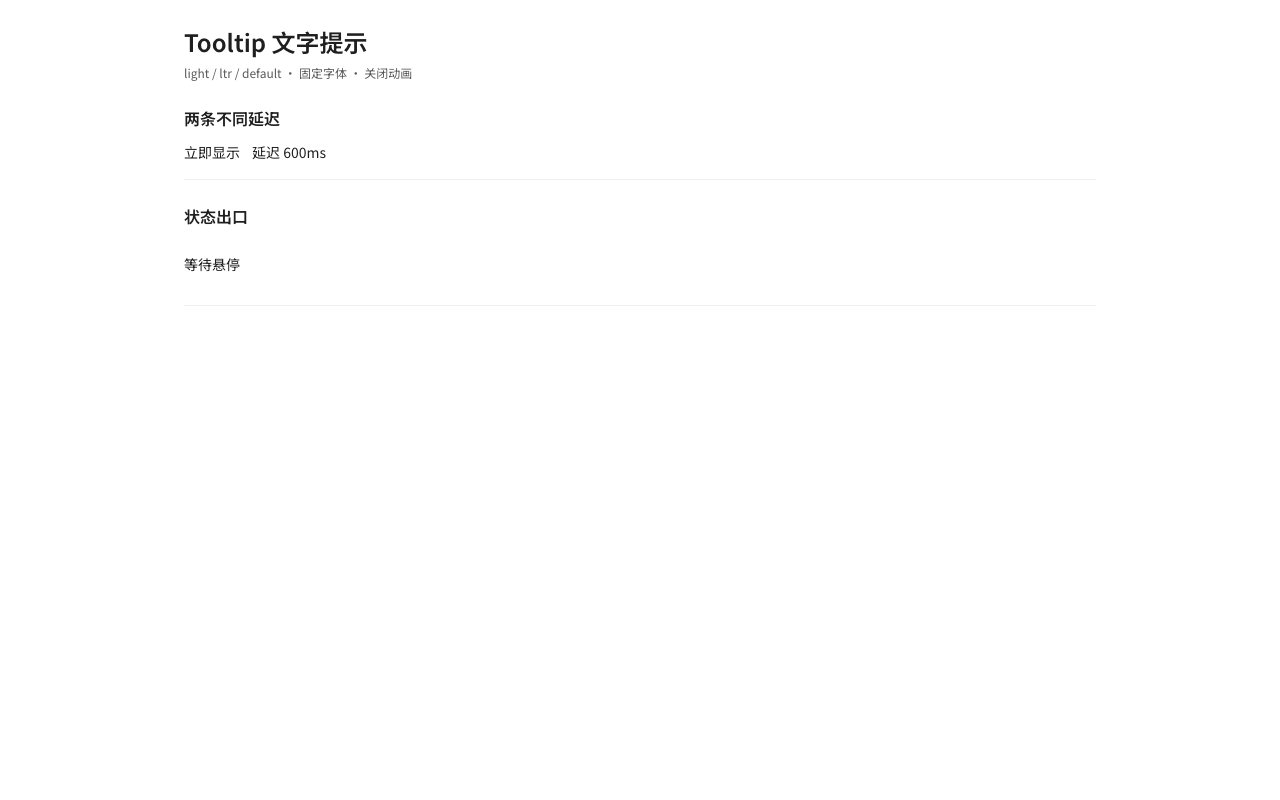 Tooltip 文字提示
light / ltr / default ・ 固定字体 ・ 关闭动画
两条不同延迟
立即显示 延迟 600ms
状态出口
等待悬停